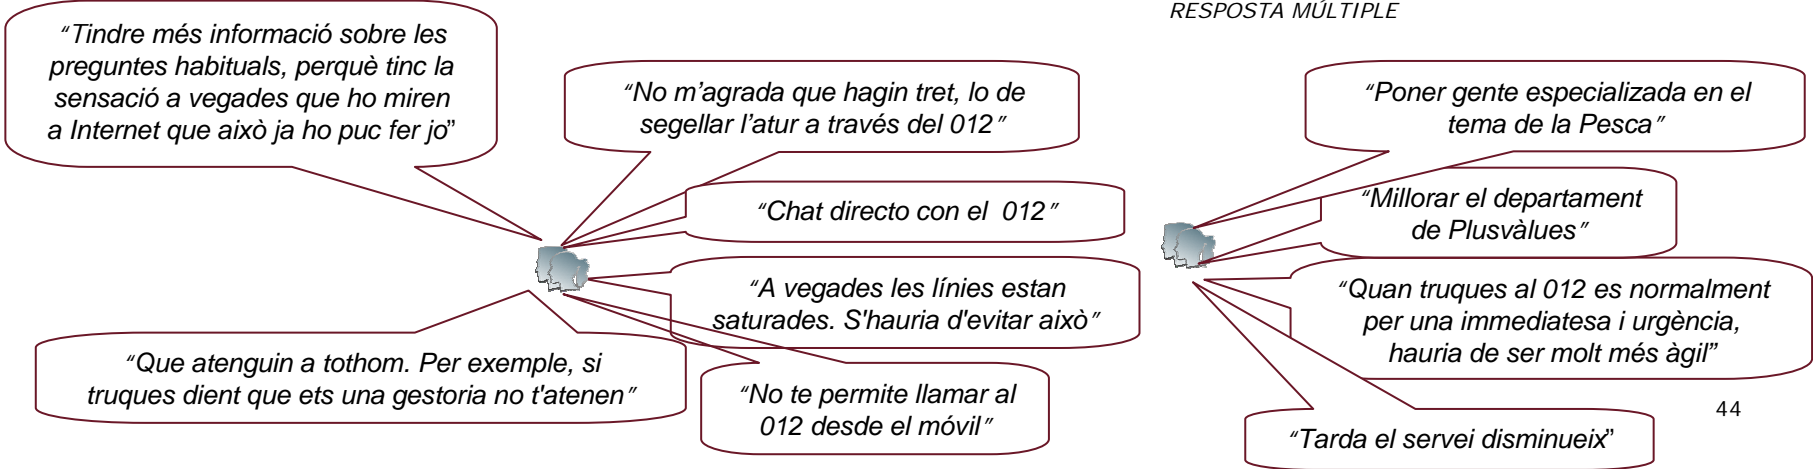 RESPOSTA MÚLTIPLE
“Tindre més informació sobre les
preguntes habituals, perquè tinc la
sensació a vegades que ho miren
a Internet que això ja ho puc fer jo”
“No m’agrada que hagin tret, lo de
segellar l’atur a través del 012”
“Chat directo con el 012”
“A vegades les línies estan
saturades. S'hauria d'evitar això”
“Que atenguin a tothom. Per exemple, si
truques dient que ets una gestoria no t'atenen”
“No te permite llamar al
012 desde el móvil”
“Poner gente especializada en el
tema de la Pesca”
“Millorar el departament
de Plusvàlues”
“Quan truques al 012 es normalment
per una immediatesa i urgència,
hauria de ser molt més àgil”
“Tarda el servei disminueix”
44